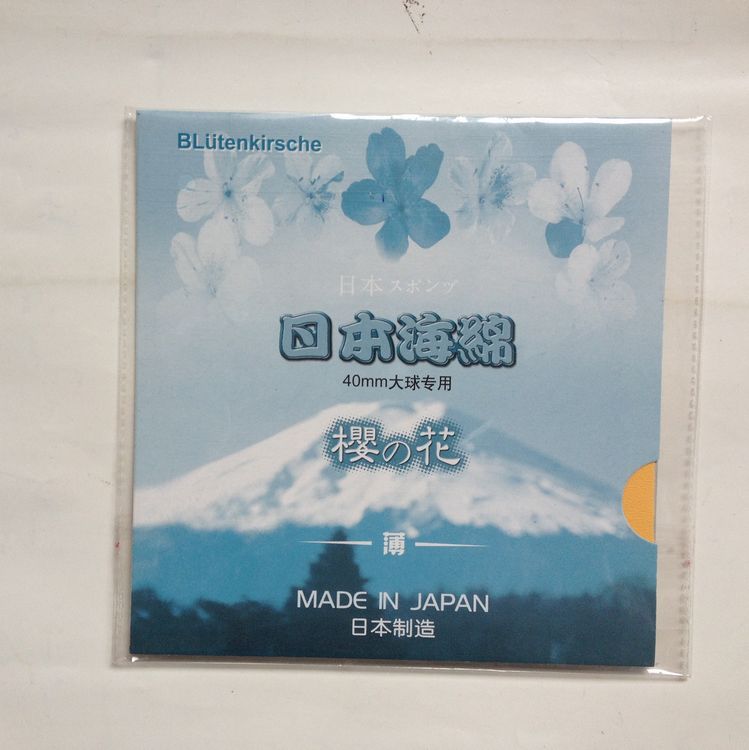 BLütenkirsche
日本スポンヅ
日本海綿
40mm大球专用
櫻の花
薄
MADE IN JAPAN
日本制造